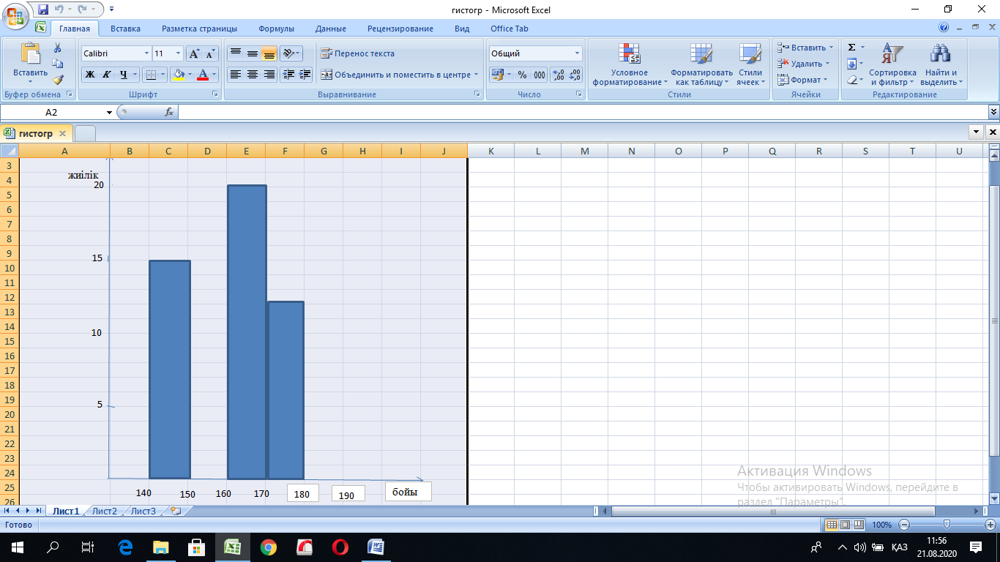 гистогр - Microsoft Excel
Главная Вставка Разметка страницы Формулы Данные Рецензирование Вид Office Tab
Вставить
Буфер обмена
Calibri 11
Ж К Ч
Шрифт
Перенос текста
Объединить и поместить в центре
Выравнивание
Общий
% 000
Число
Условное форматирование
Форматировать как таблицу
Стили ячеек
Стили
Вставить
Удалить
Формат
Ячейки
Сортировка и фильтр
Найти и выделить
Редактирование
A2 fx
гистогр
A B C D E F G H I J K L M N O P Q R S T U
3
4
5
6
7
8
9
10
11
12
13
14
15
16
17
18
19
20
21
22
23
24
25
26
жиілік
20
15
10
5
140 150 160 170 180 190 бойы
Активация Windows
Чтобы активировать Windows, перейдите в
раздел "Параметры".
Лист1 Лист2 Лист3
Готово 100%
ҚАЗ 11:56
21.08.2020